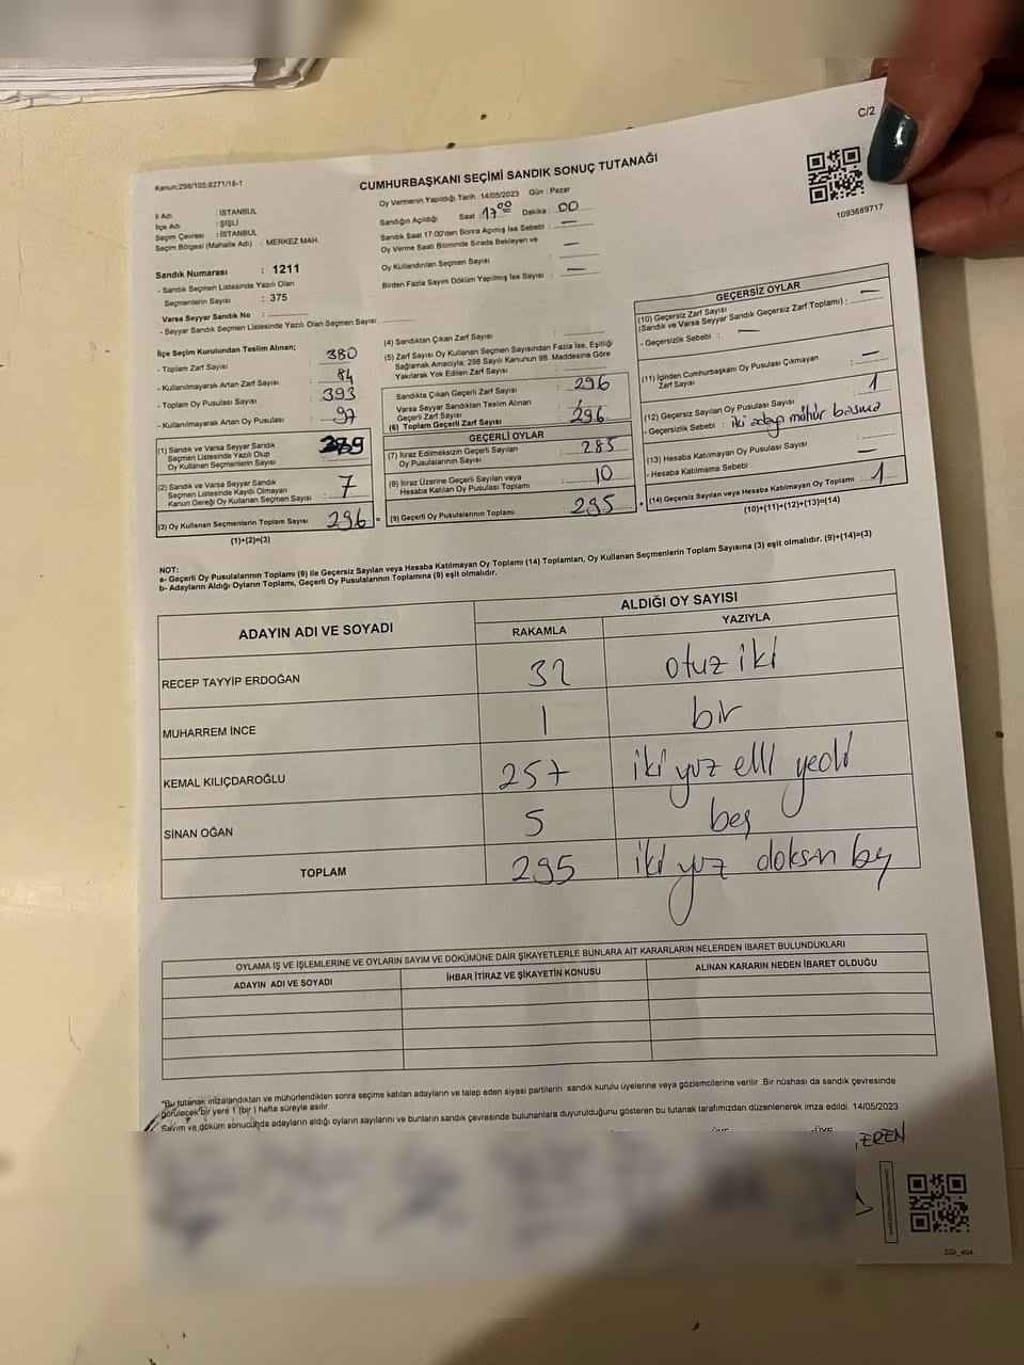 C/2
Kanun:298/105,6271/16-1
CUMHURBAŞKANI SEÇİMİ SANDIK SONUÇ TUTANAĞI
1093689717
İl Adı : İSTANBUL
İlçe Adı : ŞİŞLİ
Seçim Çevresi : İSTANBUL
Seçim Bölgesi (Mahalle Adı) : MERKEZ MAH.
Sandık Numarası : 1211
- Sandık Seçmen Listesinde Yazılı Olan
Seçmenlerin Sayısı : 375
Varsa Seyyar Sandık No :
- Seyyar Sandık Seçmen Listesinde Yazılı Olan Seçmen Sayısı:
Oy Vermenin Yapıldığı Tarih :14/05/2023 Gün : Pazar
Sandığın Açıldığı Saat : 17 00 Dakika : 00
Sandık Saat 17:00'den Sonra Açılmış İse Sebebi : —
Oy Verme Saati Bitiminde Sırada Bekleyen ve
Oy Kullandırılan Seçmen Sayısı : —
Birden Fazla Sayım Döküm Yapılmış İse Sayısı : —
İlçe Seçim Kurulundan Teslim Alınan;
- Toplam Zarf Sayısı : 380
- Kullanılmayarak Artan Zarf Sayısı : 84
- Toplam Oy Pusulası Sayısı : 393
- Kullanılmayarak Artan Oy Pusulası : 97
(1) Sandık ve Varsa Seyyar Sandık
Seçmen Listesinde Yazılı Olup
Oy Kullanan Seçmenlerin Sayısı : 289
(2) Sandık ve Varsa Seyyar Sandık
Seçmen Listesinde Kaydı Olmayan
Kanun Gereği Oy Kullanan Seçmen Sayısı : 7
(3) Oy Kullanan Seçmenlerin Toplam Sayısı : 296
(1)+(2)=(3)
(4) Sandıktan Çıkan Zarf Sayısı :
(5) Zarf Sayısı Oy Kullanan Seçmen Sayısından Fazla İse, Eşitliği
Sağlamak Amacıyla; 298 Sayılı Kanunun 98. Maddesine Göre
Yakılarak Yok Edilen Zarf Sayısı :
Sandıkta Çıkan Geçerli Zarf Sayısı : 296
Varsa Seyyar Sandıktan Teslim Alınan
Geçerli Zarf Sayısı :
(6) Toplam Geçerli Zarf Sayısı : 296
GEÇERLİ OYLAR
(7) İtiraz Edilmeksizin Geçerli Sayılan
Oy Pusulalarının Sayısı : 285
(8) İtiraz Üzerine Geçerli Sayılan veya
Hesaba Katılan Oy Pusulası Toplamı : 10
(9) Geçerli Oy Pusulalarının Toplamı : 295
GEÇERSİZ OYLAR
(10) Geçersiz Zarf Sayısı
(Sandık ve Varsa Seyyar Sandık Geçersiz Zarf Toplamı) : —
- Geçersizlik Sebebi : —
(11) İçinden Cumhurbaşkanı Oy Pusulası Çıkmayan
Zarf Sayısı : —
(12) Geçersiz Sayılan Oy Pusulası Sayısı : 1
- Geçersizlik Sebebi : iki adaya mühür basma
(13) Hesaba Katılmayan Oy Pusulası Sayısı : —
- Hesaba Katılmama Sebebi :
(14) Geçersiz Sayılan veya Hesaba Katılmayan Oy Toplamı : 1
(10)+(11)+(12)+(13)=(14)
NOT:
a- Geçerli Oy Pusulalarının Toplamı (9) ile Geçersiz Sayılan veya Hesaba Katılmayan Oy Toplamı (14) Toplamları, Oy Kullanan Seçmenlerin Toplam Sayısına (3) eşit olmalıdır. (9)+(14)=(3)
b- Adayların Aldığı Oyların Toplamı, Geçerli Oy Pusulalarının Toplamına (9) eşit olmalıdır.
ADAYIN ADI VE SOYADI
ALDIĞI OY SAYISI
RAKAMLA YAZIYLA
RECEP TAYYİP ERDOĞAN 32 otuz iki
MUHARREM İNCE 1 bir
KEMAL KILIÇDAROĞLU 257 iki yüz elli yedi
SİNAN OĞAN 5 beş
TOPLAM 295 iki yüz doksan beş
OYLAMA İŞ VE İŞLEMLERİNE VE OYLARIN SAYIM VE DÖKÜMÜNE DAİR ŞİKAYETLERLE BUNLARA AİT KARARLARIN NELERDEN İBARET BULUNDUKLARI
ADAYIN ADI VE SOYADI İHBAR İTİRAZ VE ŞİKAYETİN KONUSU ALINAN KARARIN NEDEN İBARET OLDUĞU
"Bu tutanak imzalandıktan ve mühürlendikten sonra seçime katılan adayların ve talep eden siyasi partilerin sandık kurulu üyelerine veya gözlemcilerine verilir. Bir nüshası da sandık çevresinde
görülecek bir yere 1 (bir) hafta süreyle asılır.
Sayım ve döküm sonucunda adayların aldığı oyların sayılarını ve bunların sandık çevresinde bulunanlara duyurulduğunu gösteren bu tutanak tarafımızdan düzenlenerek imza edildi. 14/05/2023
EREN